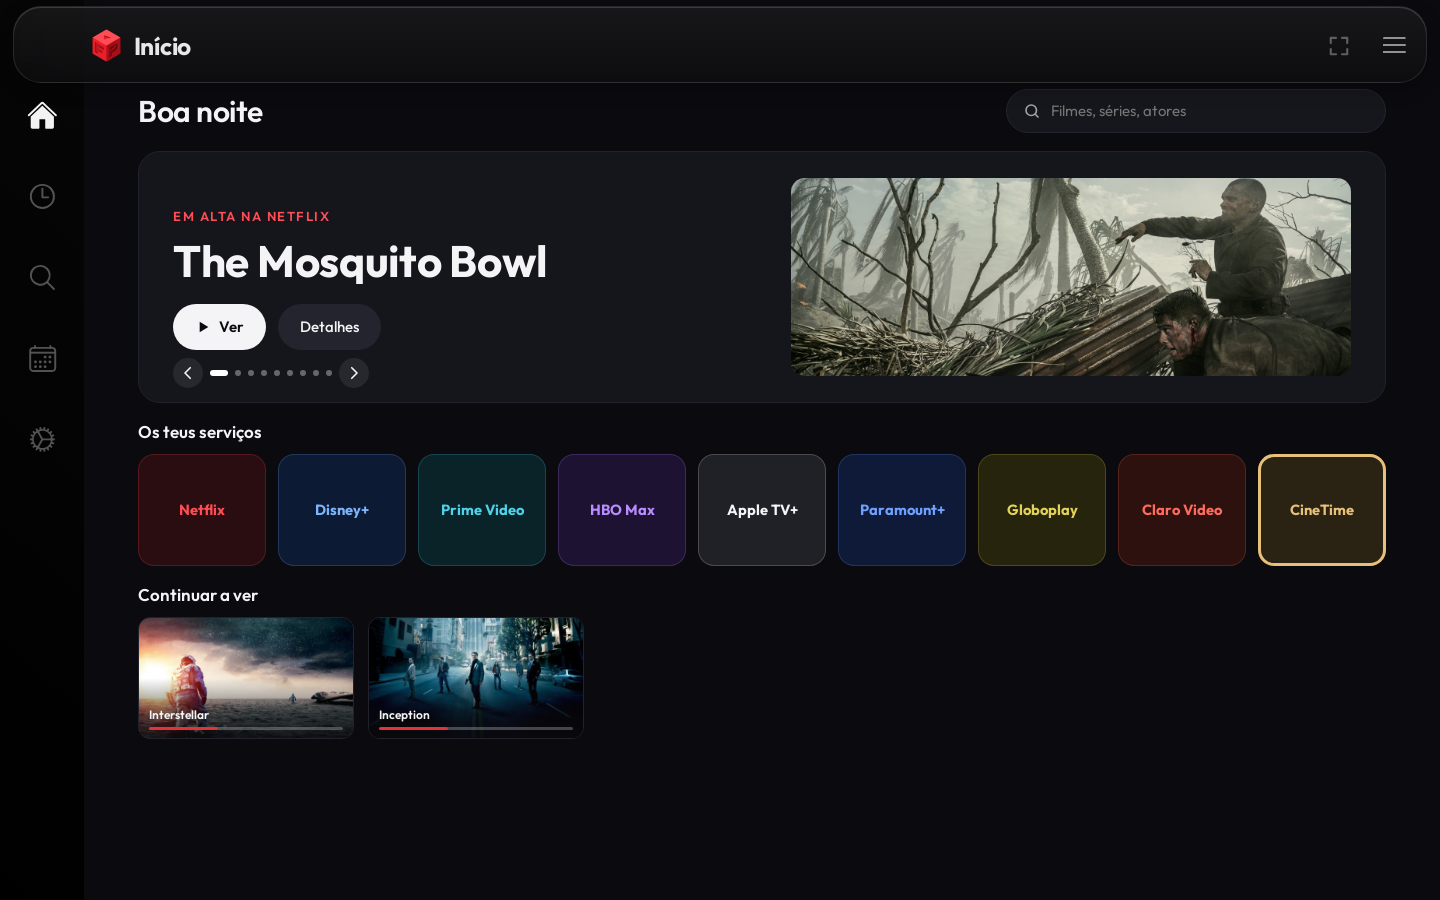 Início
Boa noite
Filmes, séries, atores
EM ALTA NA NETFLIX
The Mosquito Bowl
Ver
Detalhes
Os teus serviços
Netflix
Disney+
Prime Video
HBO Max
Apple TV+
Paramount+
Globoplay
Claro Video
CineTime
Continuar a ver
Interstellar
Inception